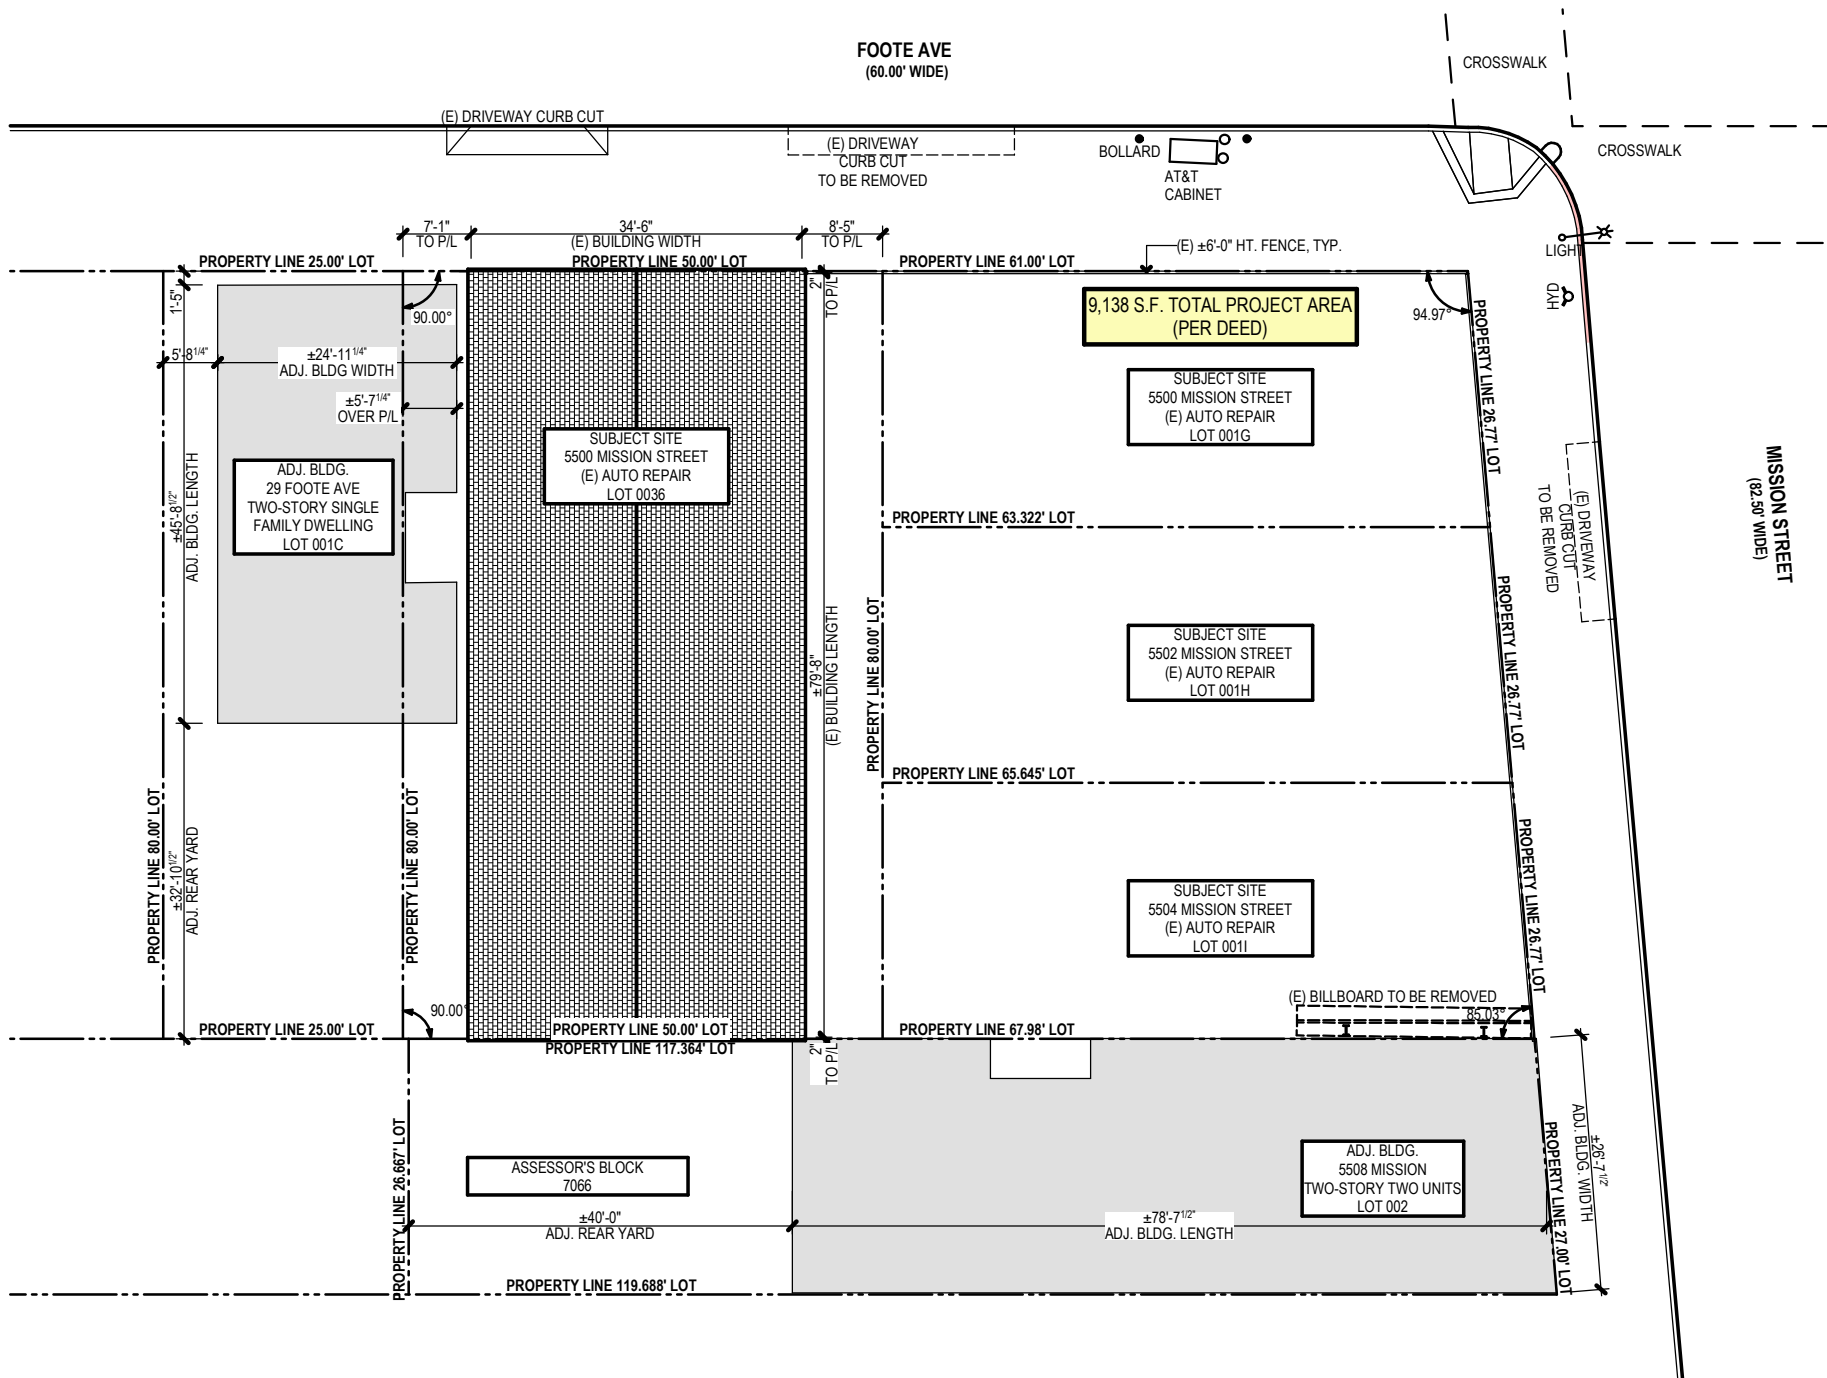 FOOTE AVE
(60.00' WIDE)
CROSSWALK
(E) DRIVEWAY CURB CUT
(E) DRIVEWAY
CURB CUT
TO BE REMOVED
BOLLARD
AT&T
CABINET
CROSSWALK
7'-1"
TO P/L
34'-6"
(E) BUILDING WIDTH
8'-5"
TO P/L
(E) ±6'-0" HT. FENCE, TYP.
LIGHT
HYD
PROPERTY LINE 25.00' LOT
PROPERTY LINE 50.00' LOT
PROPERTY LINE 61.00' LOT
1'-5"
90.00°
2"
TO P/L
9,138 S.F. TOTAL PROJECT AREA
(PER DEED)
94.97°
PROPERTY LINE 26.77' LOT
5'-8 1/4"
±24'-11 1/4"
ADJ. BLDG WIDTH
±5'-7 1/4"
OVER P/L
SUBJECT SITE
5500 MISSION STREET
(E) AUTO REPAIR
LOT 001G
SUBJECT SITE
5500 MISSION STREET
(E) AUTO REPAIR
LOT 0036
ADJ. BLDG.
29 FOOTE AVE
TWO-STORY SINGLE
FAMILY DWELLING
LOT 001C
±45'-8 1/2"
ADJ. BLDG. LENGTH
MISSION STREET
(82.50' WIDE)
(E) DRIVEWAY
CURB CUT
TO BE REMOVED
PROPERTY LINE 63.322' LOT
PROPERTY LINE 26.77' LOT
±79'-8"
(E) BUILDING LENGTH
PROPERTY LINE 80.00' LOT
SUBJECT SITE
5502 MISSION STREET
(E) AUTO REPAIR
LOT 001H
PROPERTY LINE 65.645' LOT
PROPERTY LINE 80.00' LOT
±32'-10 1/2"
ADJ. REAR YARD
PROPERTY LINE 80.00' LOT
PROPERTY LINE 26.77' LOT
SUBJECT SITE
5504 MISSION STREET
(E) AUTO REPAIR
LOT 001I
(E) BILLBOARD TO BE REMOVED
90.00°
85.03°
PROPERTY LINE 25.00' LOT
PROPERTY LINE 50.00' LOT
PROPERTY LINE 67.98' LOT
PROPERTY LINE 117.364' LOT
2"
TO P/L
PROPERTY LINE 26.667' LOT
ASSESSOR'S BLOCK
7066
ADJ. BLDG.
5508 MISSION
TWO-STORY TWO UNITS
LOT 002
±26'-7 1/2"
ADJ. BLDG. WIDTH
PROPERTY LINE 27.00' LOT
±40'-0"
ADJ. REAR YARD
±78'-7 1/2"
ADJ. BLDG. LENGTH
PROPERTY LINE 119.688' LOT